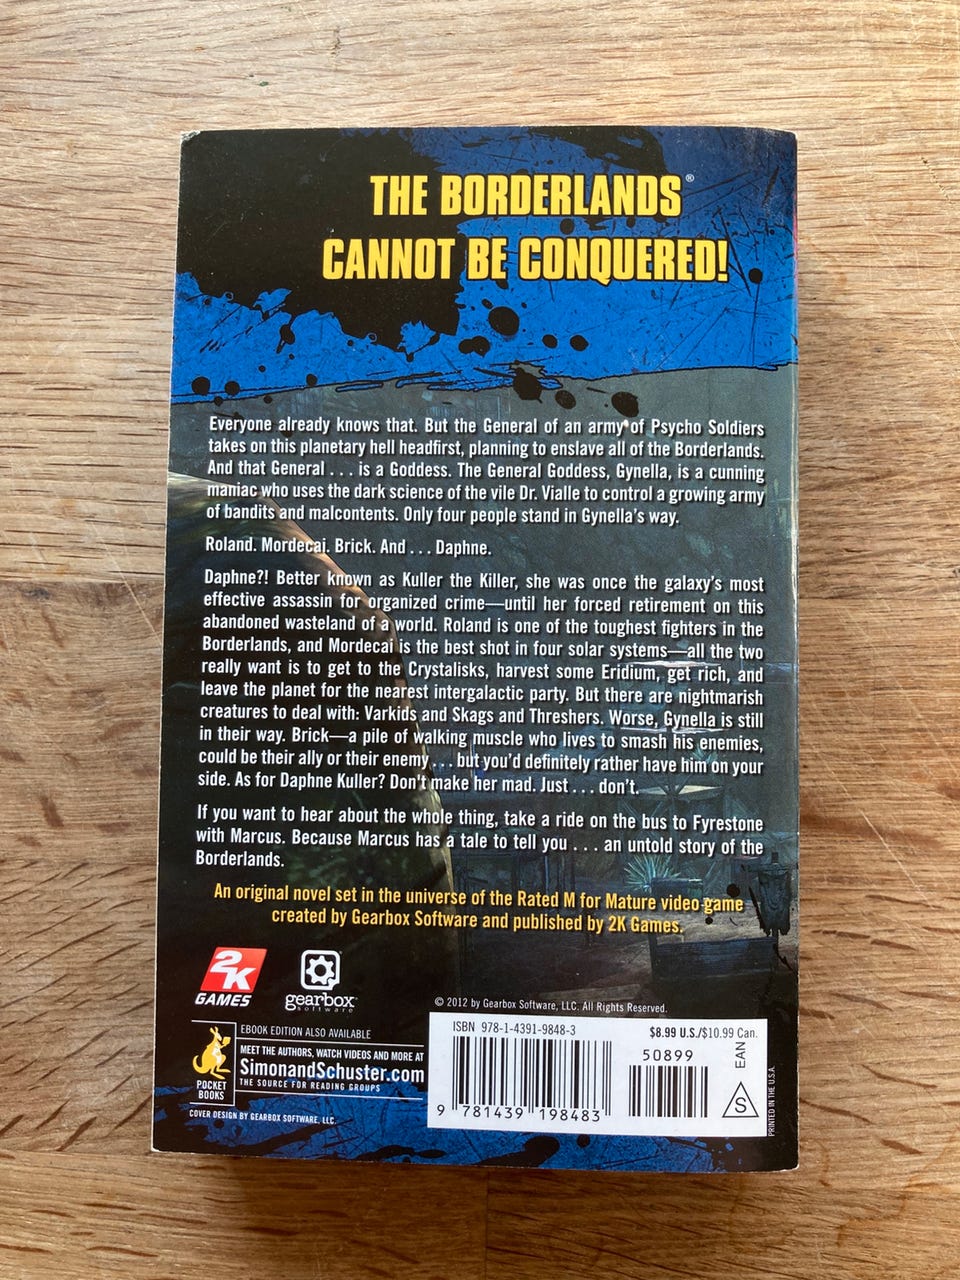 THE BORDERLANDS®
CANNOT BE CONQUERED!
Everyone already knows that. But the General of an army of Psycho Soldiers
takes on this planetary hell headfirst, planning to enslave all of the Borderlands.
And that General . . . is a Goddess. The General Goddess, Gynella, is a cunning
maniac who uses the dark science of the vile Dr. Vialle to control a growing army
of bandits and malcontents. Only four people stand in Gynella's way.
Roland. Mordecai. Brick. And . . . Daphne.
Daphne?! Better known as Kuller the Killer, she was once the galaxy's most
effective assassin for organized crime—until her forced retirement on this
abandoned wasteland of a world. Roland is one of the toughest fighters in the
Borderlands, and Mordecai is the best shot in four solar systems—all the two
really want is to get to the Crystalisks, harvest some Eridium, get rich, and
leave the planet for the nearest intergalactic party. But there are nightmarish
creatures to deal with: Varkids and Skags and Threshers. Worse, Gynella is still
in their way. Brick—a pile of walking muscle who lives to smash his enemies,
could be their ally or their enemy . . . but you'd definitely rather have him on your
side. As for Daphne Kuller? Don't make her mad. Just . . . don't.
If you want to hear about the whole thing, take a ride on the bus to Fyrestone
with Marcus. Because Marcus has a tale to tell you . . . an untold story of the
Borderlands.
An original novel set in the universe of the Rated M for Mature video game
created by Gearbox Software and published by 2K Games.
2K
GAMES
gearbox
software
© 2012 by Gearbox Software, LLC. All Rights Reserved.
EBOOK EDITION ALSO AVAILABLE
MEET THE AUTHORS, WATCH VIDEOS AND MORE AT
SimonandSchuster.com
THE SOURCE FOR READING GROUPS
POCKET
BOOKS
COVER DESIGN BY GEARBOX SOFTWARE, LLC.
ISBN 978-1-4391-9848-3
$8.99 U.S./$10.99 Can.
50899
9 781439 198483
EAN
S
PRINTED IN THE U.S.A.